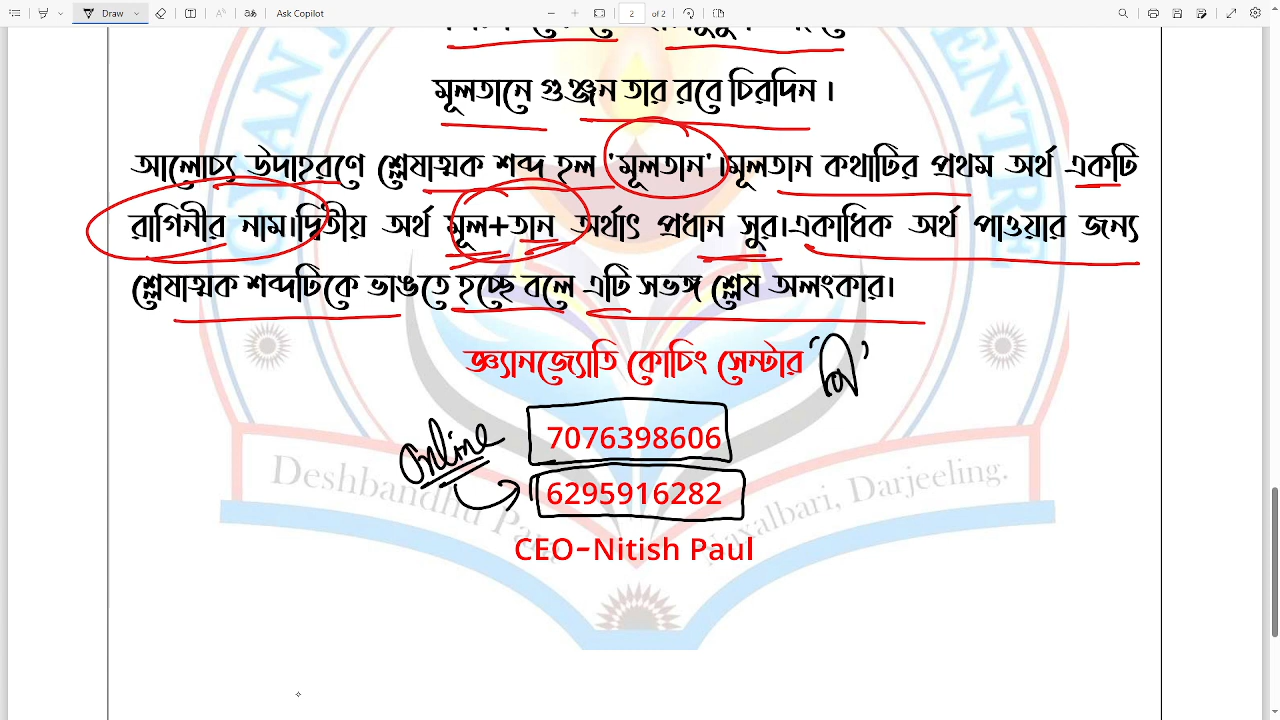 Draw
Ask Copilot
2 of 2
মূলতানে গুঞ্জন তার রবে চিরদিন ।
আলোচ্য উদাহরণে শ্লেষাত্মক শব্দ হল 'মূলতান'।মূলতান কথাটির প্রথম অর্থ একটি
রাগিনীর নাম।দ্বিতীয় অর্থ মূল+তান অর্থাৎ প্রধান সুর।একাধিক অর্থ পাওয়ার জন্য
শ্লেষাত্মক শব্দটিকে ভাঙতে হচ্ছে বলে এটি সভঙ্গ শ্লেষ অলংকার।
জ্ঞ্যানজ্যোতি কোচিং সেন্টার
7076398606
online
6295916282
CEO-Nitish Paul
Deshbandhu Naxalbari, Darjeeling.